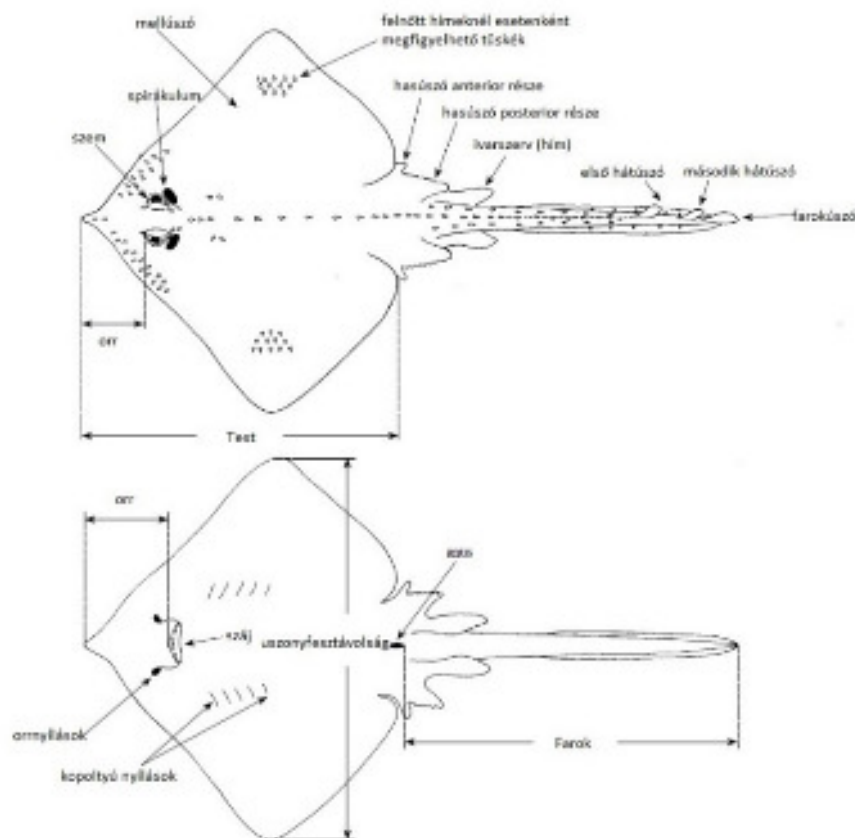 mellúszó
felnőtt hímeknél esetenként
megfigyelhető tüskék
spirákulum
hasúszó anterior része
hasúszó posterior része
szem
ivarszerv (hím)
első hátúszó
második hátúszó
farokúszó
orr
Test
orr
száj
uszonyfesztávolság
orrnyílások
kopoltyú nyílások
Farok